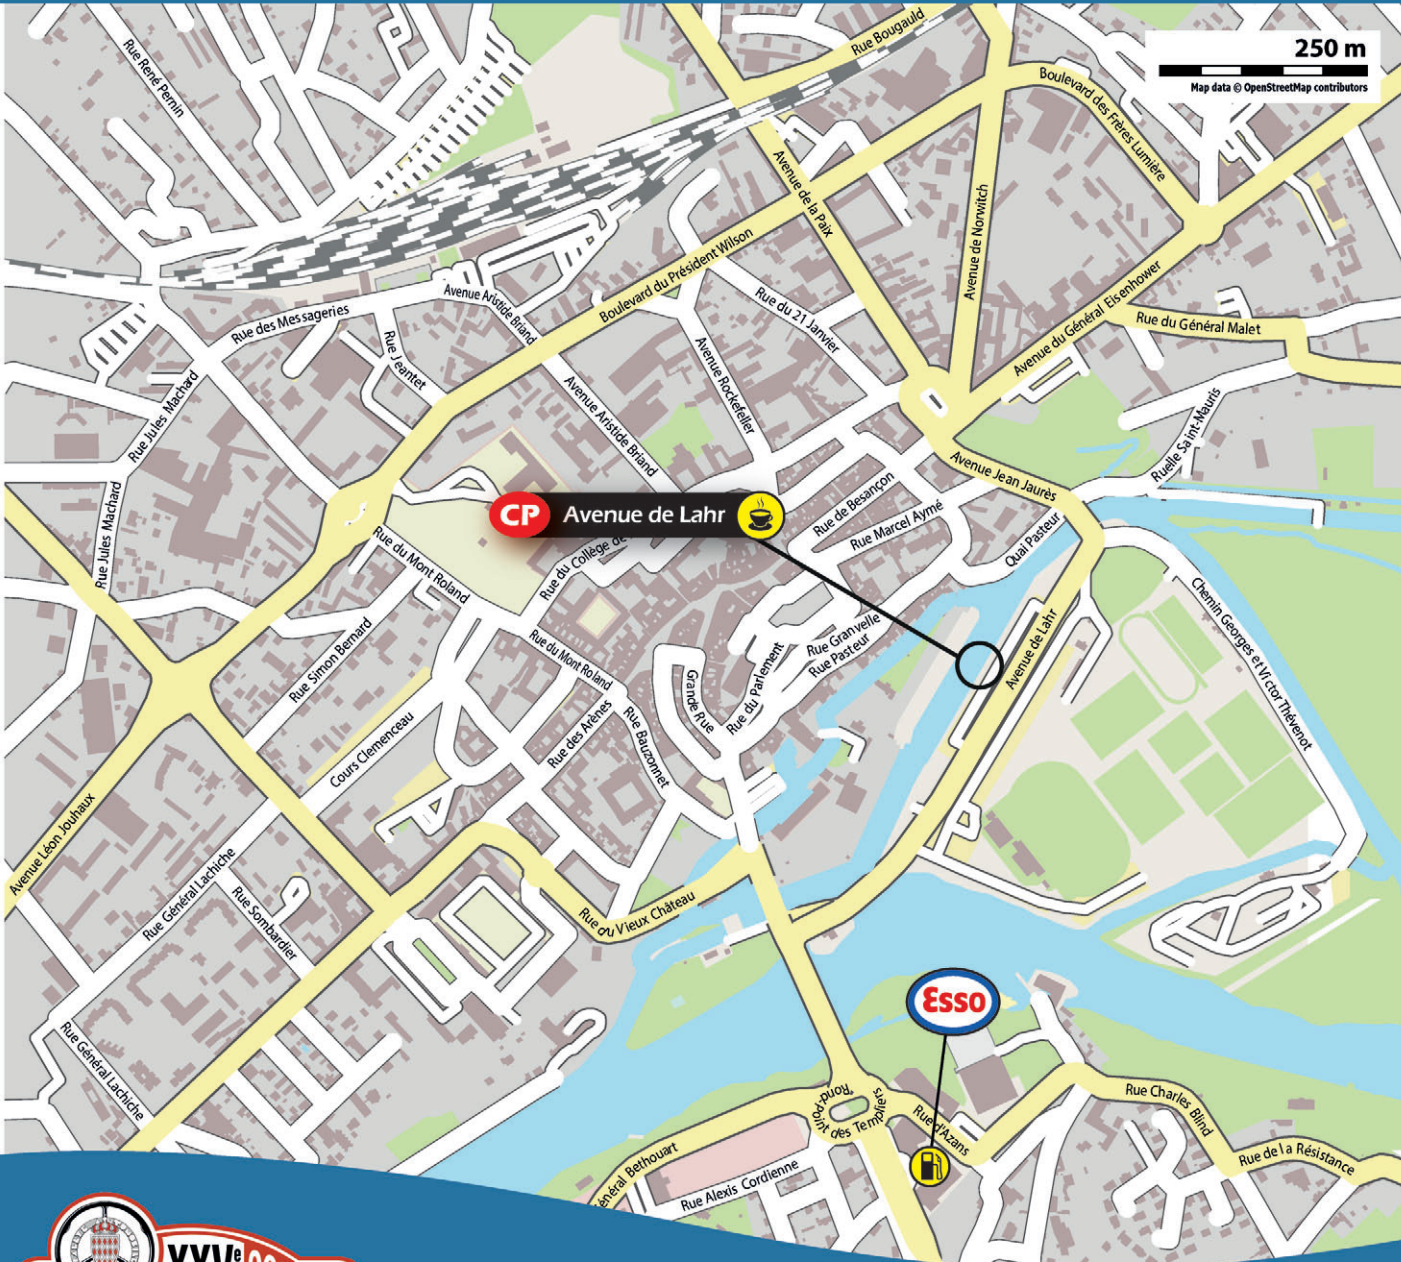 Rue Bougauld
250 m
Map data © OpenStreetMap contributors
Rue René Pernin
Boulevard des Frères Lumière
Avenue de la Paix
Avenue de Norwitch
Boulevard du Président Wilson
Avenue Aristide Briand
Rue des Messageries
Rue du 21 Janvier
Avenue du Général Eisenhower
Rue du Général Malet
Rue Jeantet
Avenue Rockefeller
Rue Jules Machard
Avenue Aristide Briand
Ruelle Saint-Mauris
Avenue Jean Jaurès
Rue Jules Machard
CP Avenue de Lahr
Rue de Besançon
Rue Marcel Aymé
Quai Pasteur
Rue du Mont Roland
Rue du Collège de
Chemin Georges et Victor Thévenot
Rue Simon Bernard
Rue du Mont Roland
Rue Granvelle
Rue Pasteur
Avenue de Lahr
Rue du Parlement
Grande Rue
Rue des Arènes
Rue Bauzonnet
Cours Clemenceau
Avenue Léon Jouhaux
Rue Général Lachiche
Rue Sombardier
Rue du Vieux Château
Esso
Rue Général Lachiche
Rond-Point des Templiers
Rue d'Azans
Rue Charles Blind
Rue de la Résistance
énéral Bethouart
Rue Alexis Cordienne
XXVe